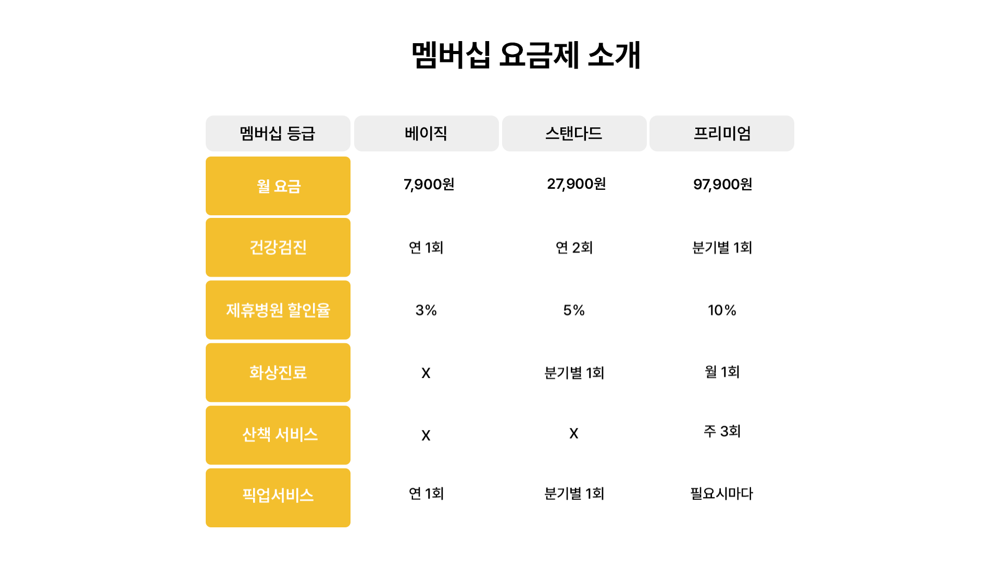 멤버십 요금제 소개
멤버십 등급 베이직 스탠다드 프리미엄
월 요금 7,900원 27,900원 97,900원
건강검진 연 1회 연 2회 분기별 1회
제휴병원 할인율 3% 5% 10%
화상진료 X 분기별 1회 월 1회
산책 서비스 X X 주 3회
픽업서비스 연 1회 분기별 1회 필요시마다